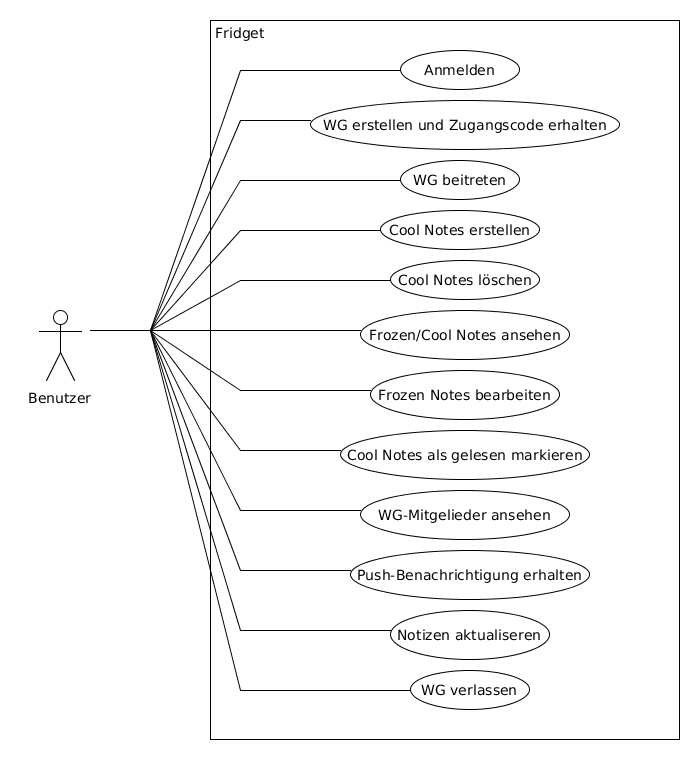 Fridget
Anmelden
WG erstellen und Zugangscode erhalten
WG beitreten
Cool Notes erstellen
Cool Notes löschen
Frozen/Cool Notes ansehen
Frozen Notes bearbeiten
Benutzer
Cool Notes als gelesen markieren
WG-Mitgelieder ansehen
Push-Benachrichtigung erhalten
Notizen aktualiseren
WG verlassen